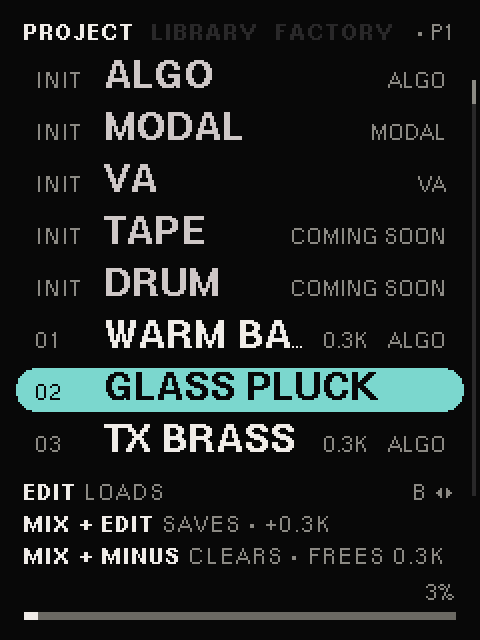 PROJECT LIBRARY FACTORY · P1
INIT ALGO ALGO
INIT MODAL MODAL
INIT VA VA
INIT TAPE COMING SOON
INIT DRUM COMING SOON
01 WARM BA… 0.3K ALGO
02 GLASS PLUCK
03 TX BRASS 0.3K ALGO
EDIT LOADS B
MIX + EDIT SAVES · +0.3K
MIX + MINUS CLEARS · FREES 0.3K
3%